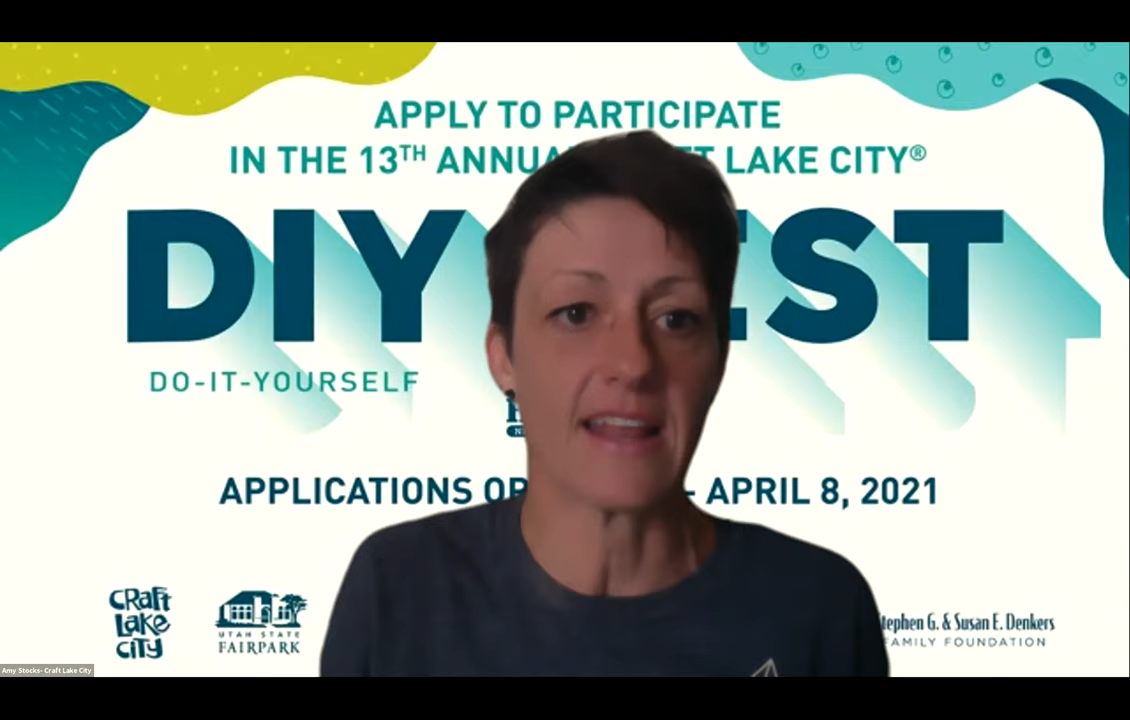 APPLY TO PARTICIPATE
IN THE 13TH ANNUA LAKE CITY®
DIY EST
DO-IT-YOURSELF
APPLICATIONS OP - APRIL 8, 2021
CRaft
Lake
CITY
UTAH STATE
FAIRPARK
tephen G. & Susan E. Denkers
FAMILY FOUNDATION
Amy Stocks- Craft Lake City